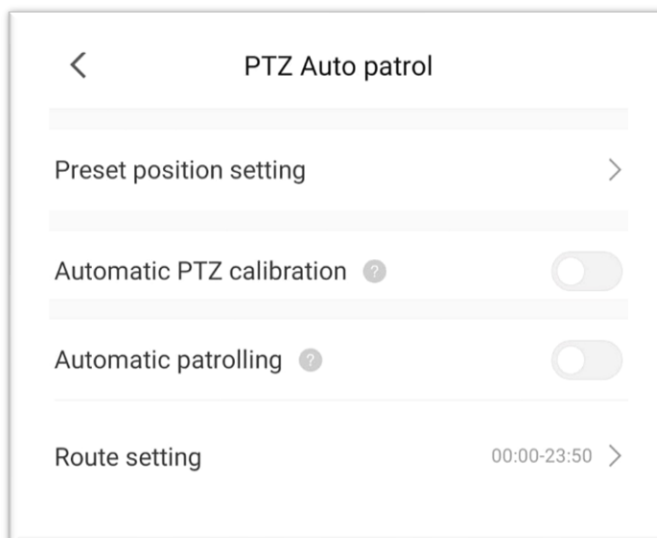 PTZ Auto patrol
Preset position setting
Automatic PTZ calibration ?
Automatic patrolling ?
Route setting 00:00-23:50